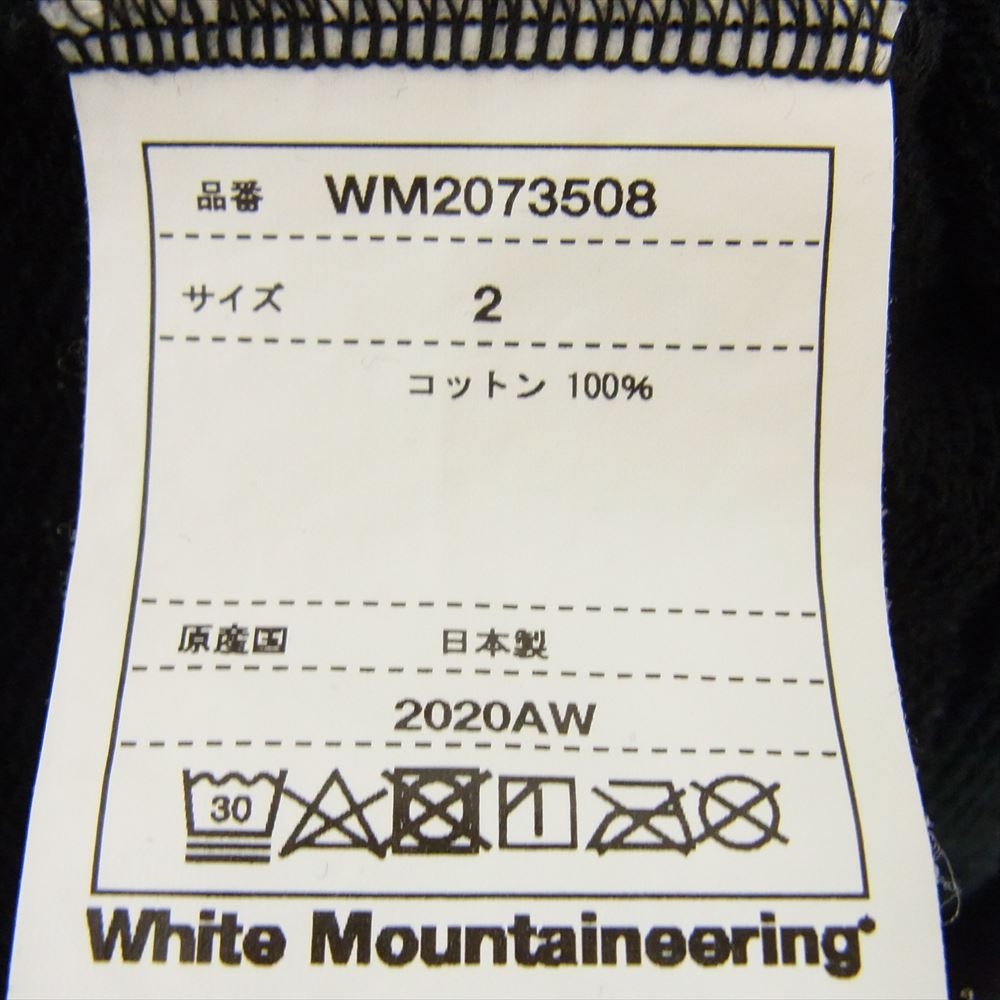 品番 WM2073508
サイズ 2
コットン 100%
原産国 日本製
2020AW
30
White Mountaineering